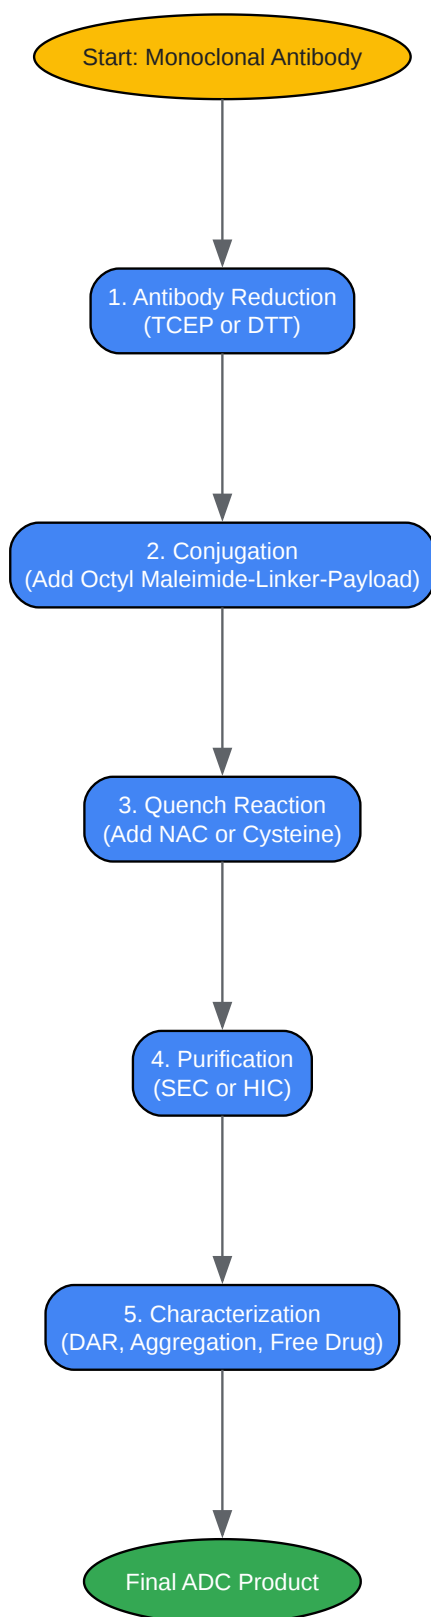 Start: Monoclonal Antibody
1. Antibody Reduction
(TCEP or DTT)
2. Conjugation
(Add Octyl Maleimide-Linker-Payload)
3. Quench Reaction
(Add NAC or Cysteine)
4. Purification
(SEC or HIC)
5. Characterization
(DAR, Aggregation, Free Drug)
Final ADC Product